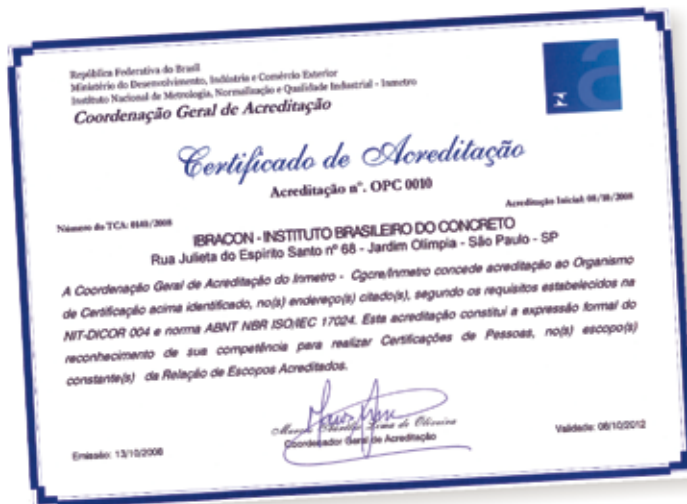 República Federativa do Brasil
Ministério do Desenvolvimento, Indústria e Comércio Exterior
Instituto Nacional de Metrologia, Normalização e Qualidade Industrial - Inmetro
Coordenação Geral de Acreditação
Certificado de Acreditação
Acreditação nº. OPC 0010
Número do TCA: /2008 Acreditação Inicial: 08/10/2008
IBRACON - INSTITUTO BRASILEIRO DO CONCRETO
Rua Julieta do Espírito Santo nº 68 - Jardim Olímpia - São Paulo - SP
A Coordenação Geral de Acreditação do Inmetro - Cgcre/Inmetro concede acreditação ao Organismo
de Certificação acima identificado, no(s) endereço(s) citado(s), segundo os requisitos estabelecidos na
NIT-DICOR 004 e norma ABNT NBR ISO/IEC 17024. Esta acreditação constitui a expressão formal do
reconhecimento de sua competência para realizar Certificações de Pessoas, no(s) escopo(s)
constante(s) da Relação de Escopos Acreditados.
Lima de Oliveira
Coordenador Geral de Acreditação
Emissão: 13/10/2008 Validade: 08/10/2012